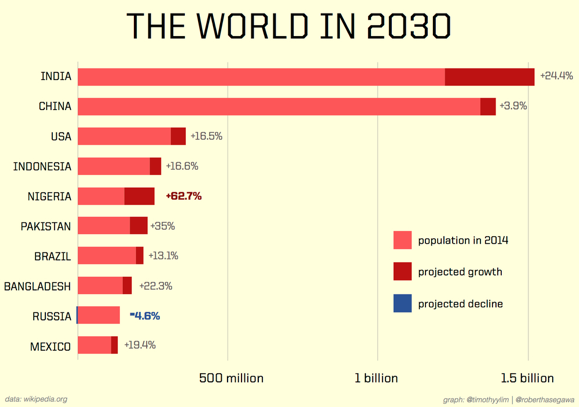 THE WORLD IN 2030
INDIA +24.4%
CHINA +3.9%
USA +16.5%
INDONESIA +16.6%
NIGERIA +62.7%
PAKISTAN +35%
BRAZIL +13.1%
BANGLADESH +22.3%
RUSSIA -4.6%
MEXICO +19.4%
population in 2014
projected growth
projected decline
500 million 1 billion 1.5 billion
data: wikipedia.org graph: @timothyylim | @roberthasegawa